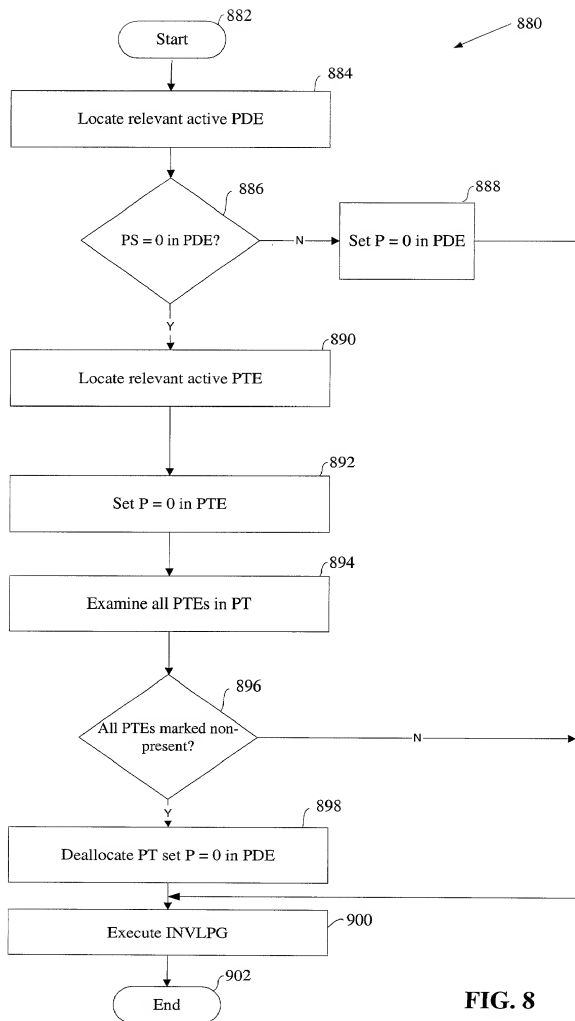 882
Start
880
884
Locate relevant active PDE
886
PS = 0 in PDE?
N
888
Set P = 0 in PDE
Y
890
Locate relevant active PTE
892
Set P = 0 in PTE
894
Examine all PTEs in PT
896
All PTEs marked non-
present?
N
Y
898
Deallocate PT set P = 0 in PDE
900
Execute INVLPG
902
End
FIG. 8